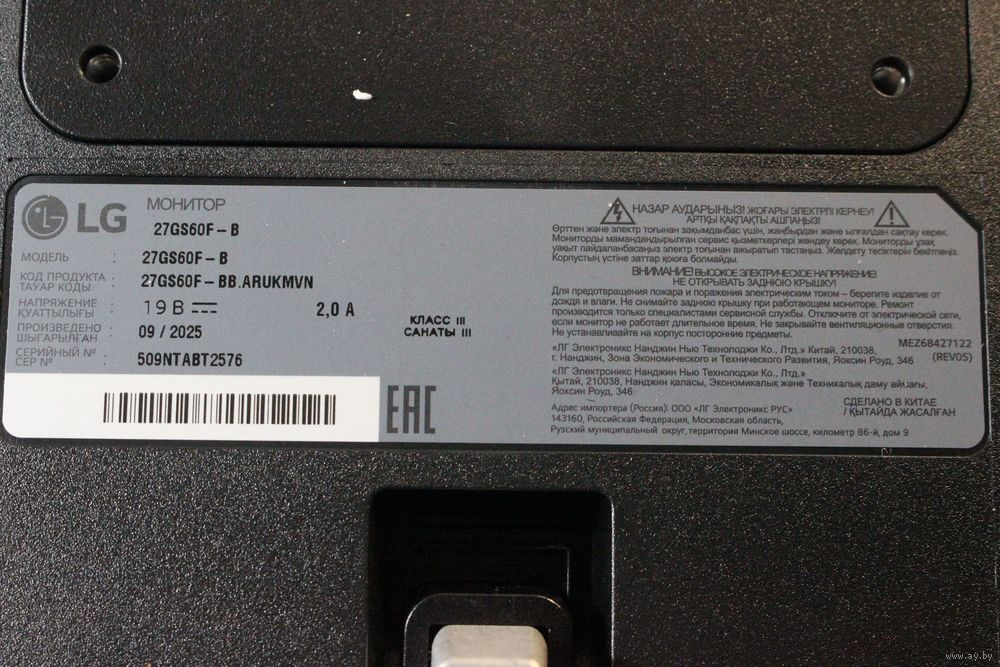 LG
МОНИТОР
27GS60F – B
МОДЕЛЬ : 27GS60F – B
КОД ПРОДУКТА
ТАУАР КОДЫ : 27GS60F – BB.ARUKMVN
НАПРЯЖЕНИЕ
ҚУАТТЫЛЫҒЫ : 19 В ⎓ 2,0 A
ПРОИЗВЕДЕНО
ШЫҒАРЫЛҒАН : 09 / 2025
СЕРИЙНЫЙ №
СЕР № : 509NTABT2576
КЛАСС III
САНАТЫ III
EAC
НАЗАР АУДАРЫҢЫЗ! ЖОҒАРЫ ЭЛЕКТРЛІ КЕРНЕУ!
АРТҚЫ ҚАҚПАҚТЫ АШПАҢЫЗ!
Өрттен және электр тоғынан зақымданбас үшін, жаңбырдан және ылғалдан сақтау керек.
Мониторды мамандандырылған сервис қызметкерлері жөндеу керек. Мониторды ұзақ
уақыт пайдаланбасаңыз электр тоғынан ажыратып тастаңыз. Желдету тесіктерін бекітпеңіз.
Корпустың үстіне заттар қоюға болмайды.
ВНИМАНИЕ! ВЫСОКОЕ ЭЛЕКТРИЧЕСКОЕ НАПРЯЖЕНИЕ!
НЕ ОТКРЫВАТЬ ЗАДНЮЮ КРЫШКУ!
Для предотвращения пожара и поражения электрическим током – берегите изделие от
дождя и влаги. Не снимайте заднюю крышку при работающем мониторе. Ремонт
производится только специалистами сервисной службы. Отключите от электрической сети,
если монитор не работает длительное время. Не закрывайте вентиляционные отверстия.
Не устанавливайте на корпус посторонние предметы.
MEZ68427122
(REV05)
«ЛГ Электроникс Нанджин Нью Технолоджи Ко., Лтд.» Китай, 210038,
г. Нанджин, Зона Экономического и Технического Развития, Яоксин Роуд, 346
«ЛГ Электроникс Нанджин Нью Технолоджи Ко., Лтд.»
Қытай, 210038, Нанджин қаласы, Экономикалық және Техникалық даму аймағы,
Яоксин Роуд, 346
СДЕЛАНО В КИТАЕ
/ ҚЫТАЙДА ЖАСАЛҒАН
Адрес импортера (Россия): ООО «ЛГ Электроникс РУС»
143160, Российская Федерация, Московская область,
Рузский муниципальный округ, территория Минское шоссе, километр 86-й, дом 9
www.ay.by